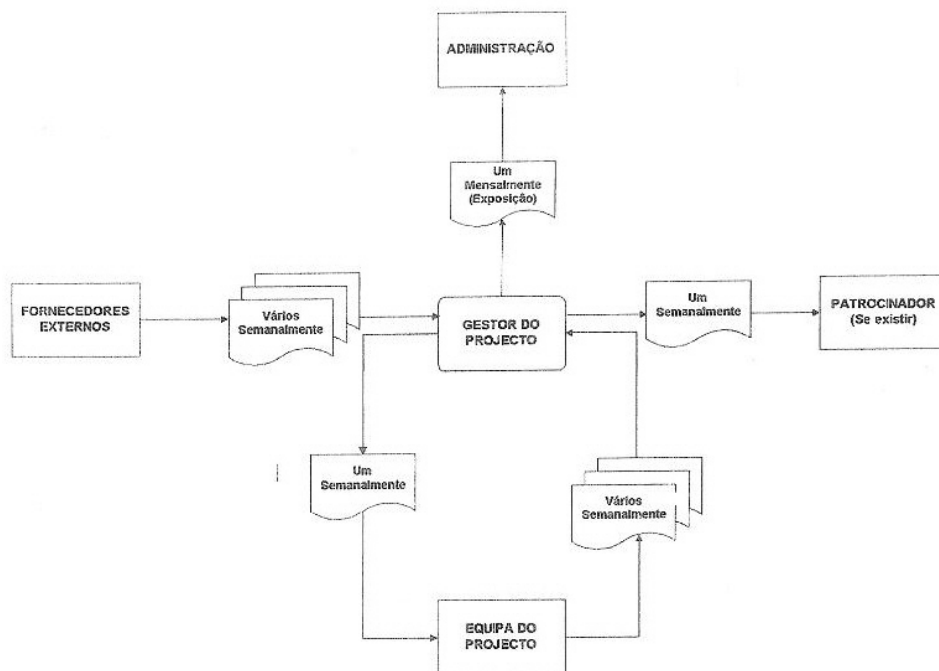 ADMINISTRAÇÃO
Um
Mensalmente
(Exposição)
FORNECEDORES
EXTERNOS
Vários
Semanalmente
GESTOR DO
PROJECTO
Um
Semanalmente
PATROCINADOR
(Se existir)
Um
Semanalmente
Vários
Semanalmente
EQUIPA DO
PROJECTO